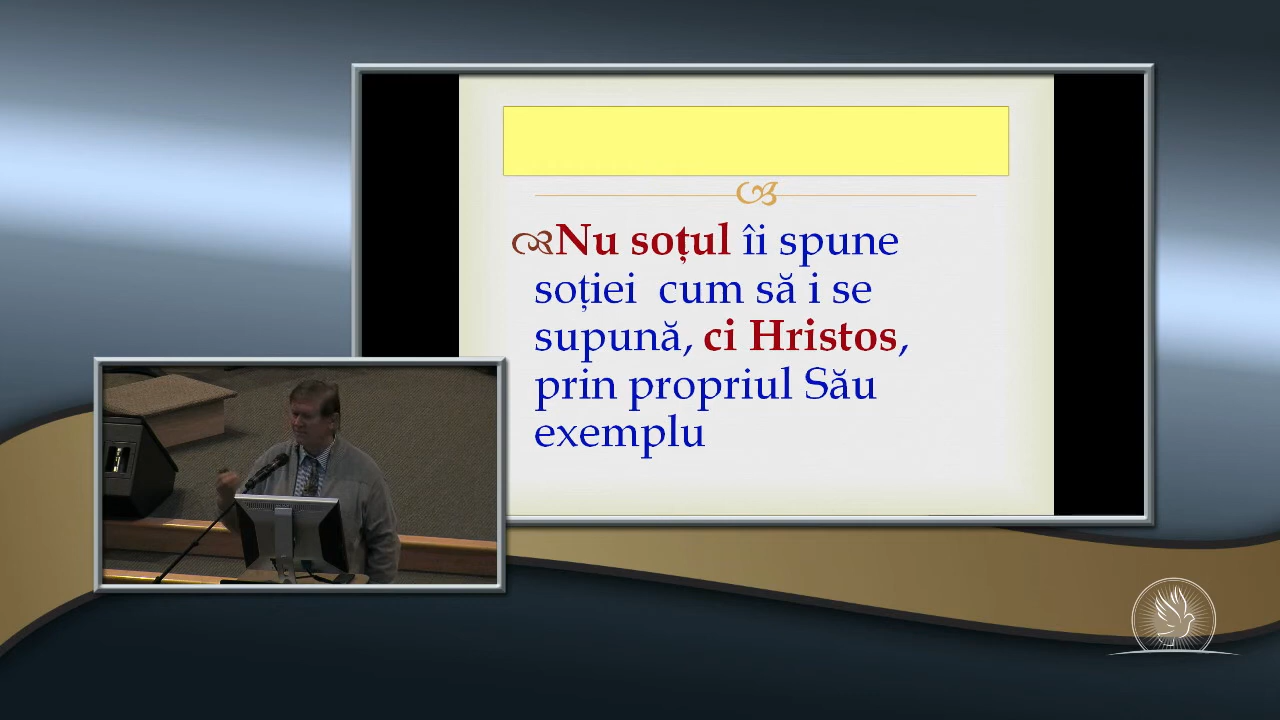 Nu soțul îi spune
soției cum să i se
supună, ci Hristos,
prin propriul Său
exemplu